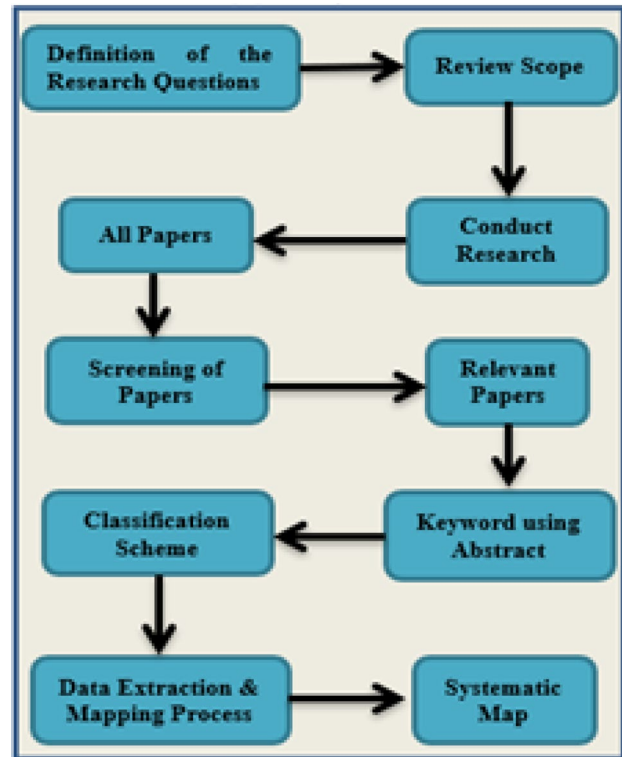 Definition of the
Research Questions
Review Scope
Conduct
Research
All Papers
Screening of
Papers
Relevant
Papers
Keyword using
Abstract
Classification
Scheme
Data Extraction &
Mapping Process
Systematic
Map